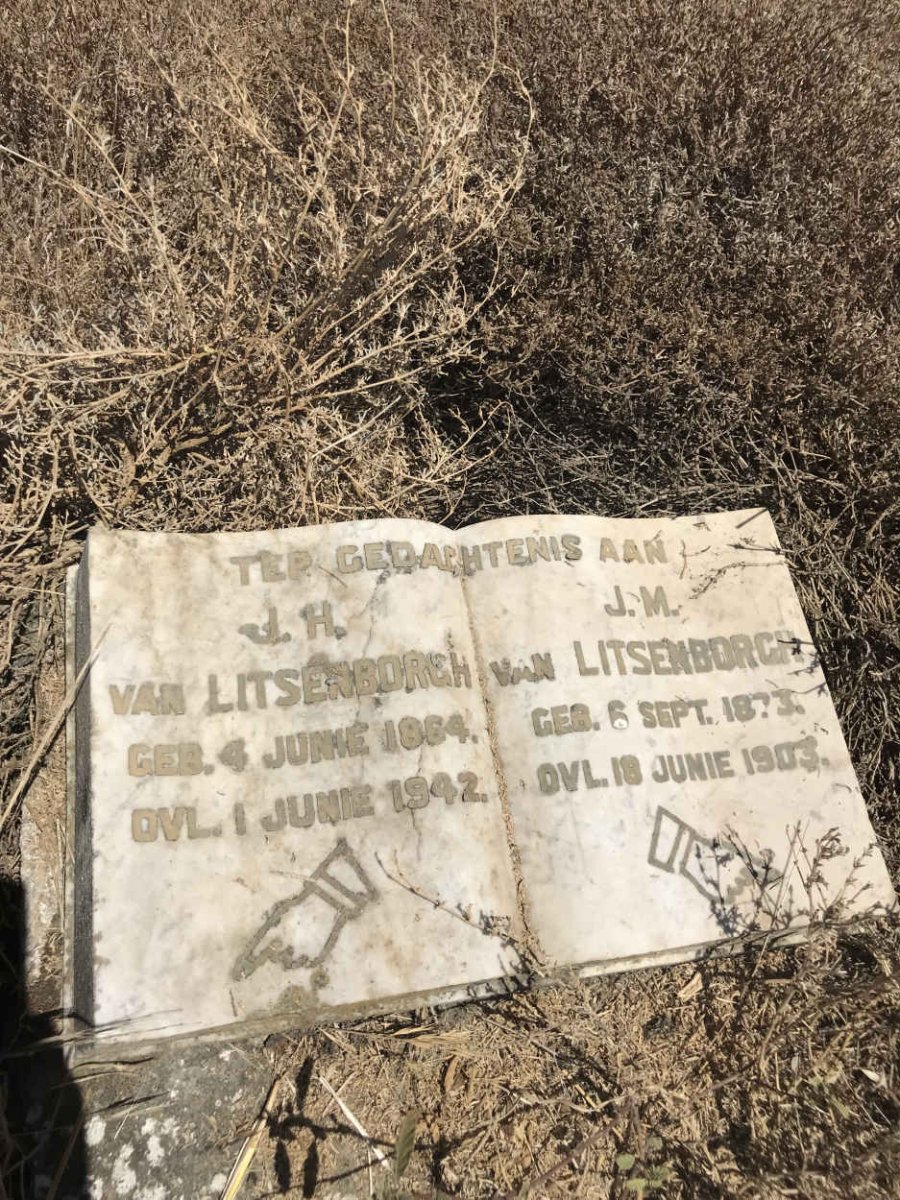 TER GEDACHTENIS AAN
J. H.
VAN LITSENBORGH
GEB. 4 JUNIE 1864.
OVL. 1 JUNIE 1942.
J. M.
VAN LITSENBORGH
GEB. 6 SEPT. 1873.
OVL. 18 JUNIE 1903.